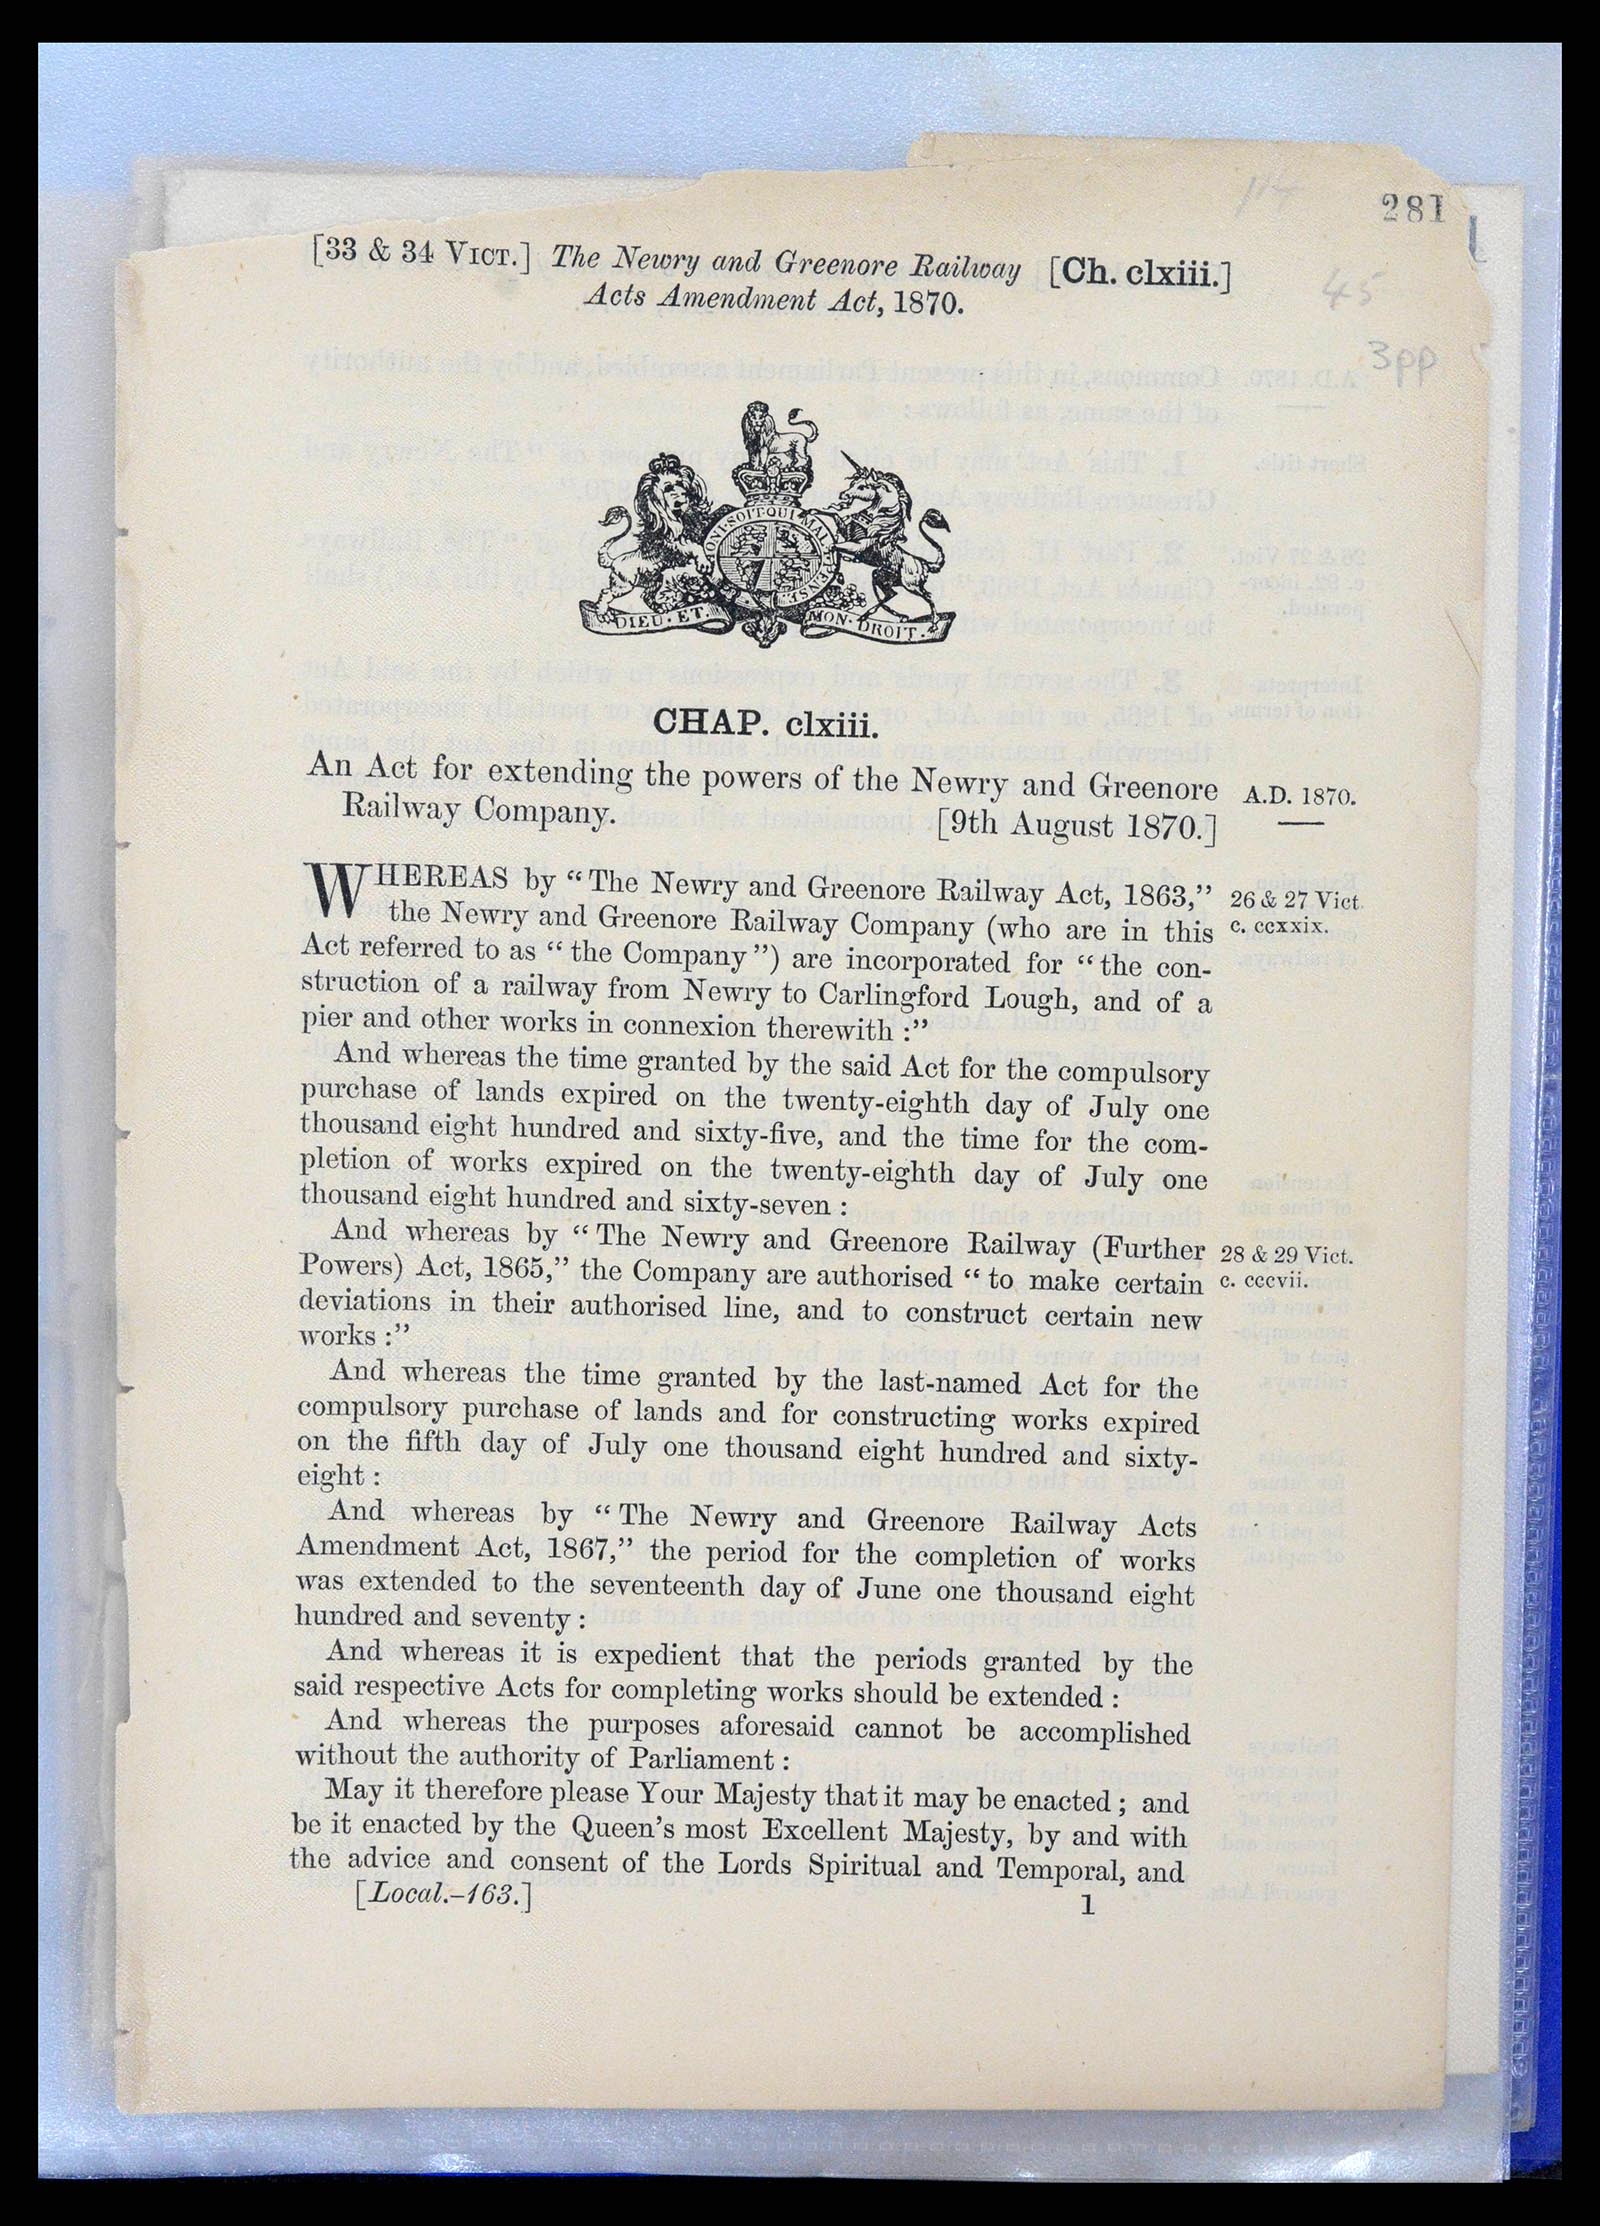 281
[33 & 34 VICT.] The Newry and Greenore Railway [Ch. clxiii.]
Acts Amendment Act, 1870.
45
3pp
HONI·SOIT·QUI·MAL·Y·PENSE
DIEU·ET· MON·DROIT·
CHAP. clxiii.
An Act for extending the powers of the Newry and Greenore
Railway Company. [9th August 1870.]
A.D. 1870.
WHEREAS by "The Newry and Greenore Railway Act, 1863,"
the Newry and Greenore Railway Company (who are in this
Act referred to as "the Company") are incorporated for "the con-
struction of a railway from Newry to Carlingford Lough, and of a
pier and other works in connexion therewith :"
26 & 27 Vict.
c. ccxxix.
And whereas the time granted by the said Act for the compulsory
purchase of lands expired on the twenty-eighth day of July one
thousand eight hundred and sixty-five, and the time for the com-
pletion of works expired on the twenty-eighth day of July one
thousand eight hundred and sixty-seven :
And whereas by "The Newry and Greenore Railway (Further
Powers) Act, 1865," the Company are authorised "to make certain
deviations in their authorised line, and to construct certain new
works :"
28 & 29 Vict.
c. cccvii.
And whereas the time granted by the last-named Act for the
compulsory purchase of lands and for constructing works expired
on the fifth day of July one thousand eight hundred and sixty-
eight :
And whereas by "The Newry and Greenore Railway Acts
Amendment Act, 1867," the period for the completion of works
was extended to the seventeenth day of June one thousand eight
hundred and seventy :
And whereas it is expedient that the periods granted by the
said respective Acts for completing works should be extended :
And whereas the purposes aforesaid cannot be accomplished
without the authority of Parliament :
May it therefore please Your Majesty that it may be enacted ; and
be it enacted by the Queen's most Excellent Majesty, by and with
the advice and consent of the Lords Spiritual and Temporal, and
[Local.-163.] 1